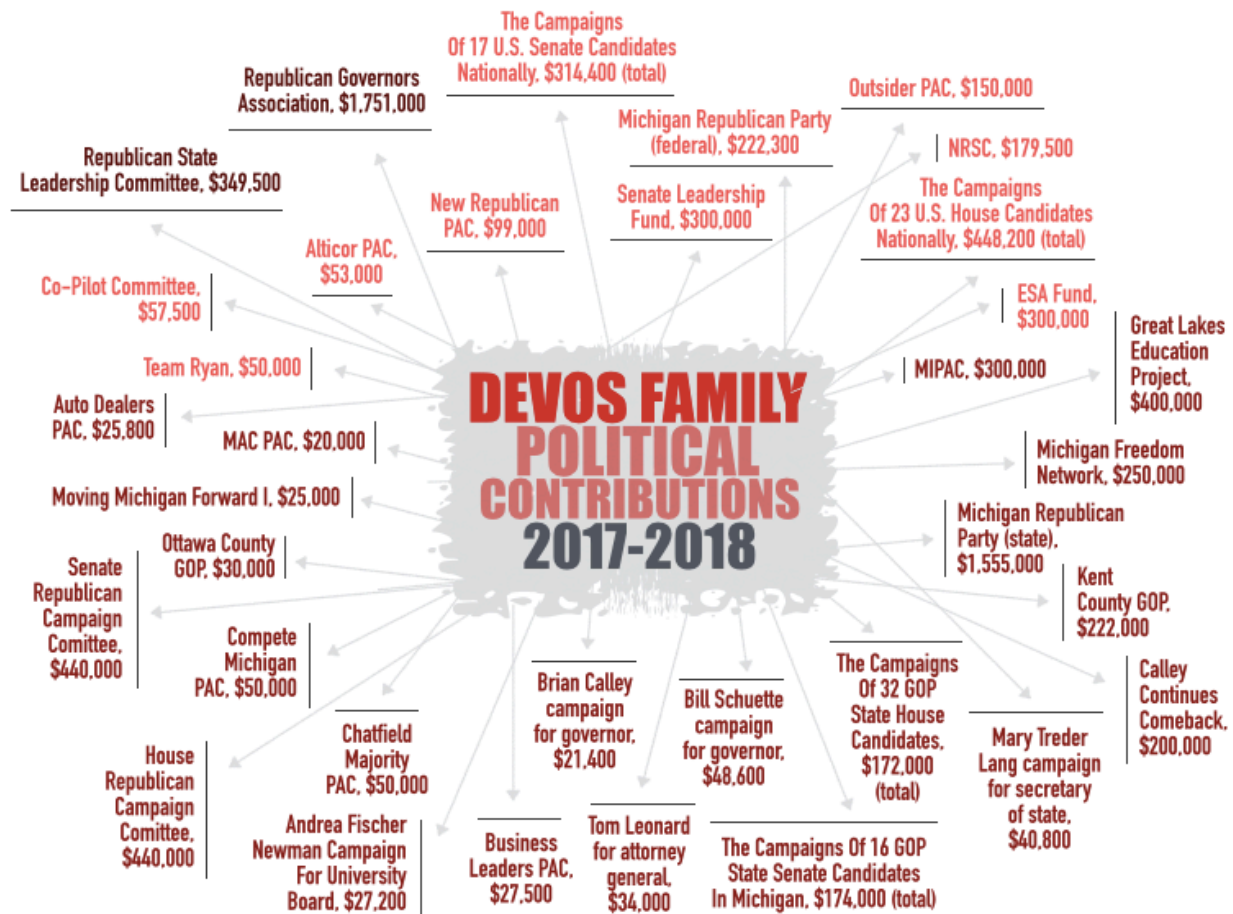 The Campaigns
Of 17 U.S. Senate Candidates
Nationally, $314,400 (total)
Republican Governors
Association, $1,751,000
Outsider PAC, $150,000
Michigan Republican Party
(federal), $222,300
NRSC, $179,500
Republican State
Leadership Committee, $349,500
New Republican
PAC, $99,000
Senate Leadership
Fund, $300,000
The Campaigns
Of 23 U.S. House Candidates
Nationally, $448,200 (total)
Alticor PAC,
$53,000
Co-Pilot Committee,
$57,500
ESA Fund,
$300,000
Great Lakes
Education
Project,
$400,000
Team Ryan, $50,000
MIPAC, $300,000
DEVOS FAMILY
POLITICAL
CONTRIBUTIONS
2017-2018
Auto Dealers
PAC, $25,800
MAC PAC, $20,000
Michigan Freedom
Network, $250,000
Moving Michigan Forward I, $25,000
Michigan Republican
Party (state),
$1,555,000
Ottawa County
GOP, $30,000
Senate
Republican
Campaign
Comittee,
$440,000
Kent
County GOP,
$222,000
Compete
Michigan
PAC, $50,000
Brian Calley
campaign
for governor,
$21,400
Bill Schuette
campaign
for governor,
$48,600
The Campaigns
Of 32 GOP
State House
Candidates,
$172,000
(total)
Calley
Continues
Comeback,
$200,000
Chatfield
Majority
PAC, $50,000
Mary Treder
Lang campaign
for secretary
of state,
$40,800
House
Republican
Campaign
Comittee,
$440,000
Andrea Fischer
Newman Campaign
For University
Board, $27,200
Business
Leaders PAC,
$27,500
Tom Leonard
for attorney
general,
$34,000
The Campaigns Of 16 GOP
State Senate Candidates
In Michigan, $174,000 (total)